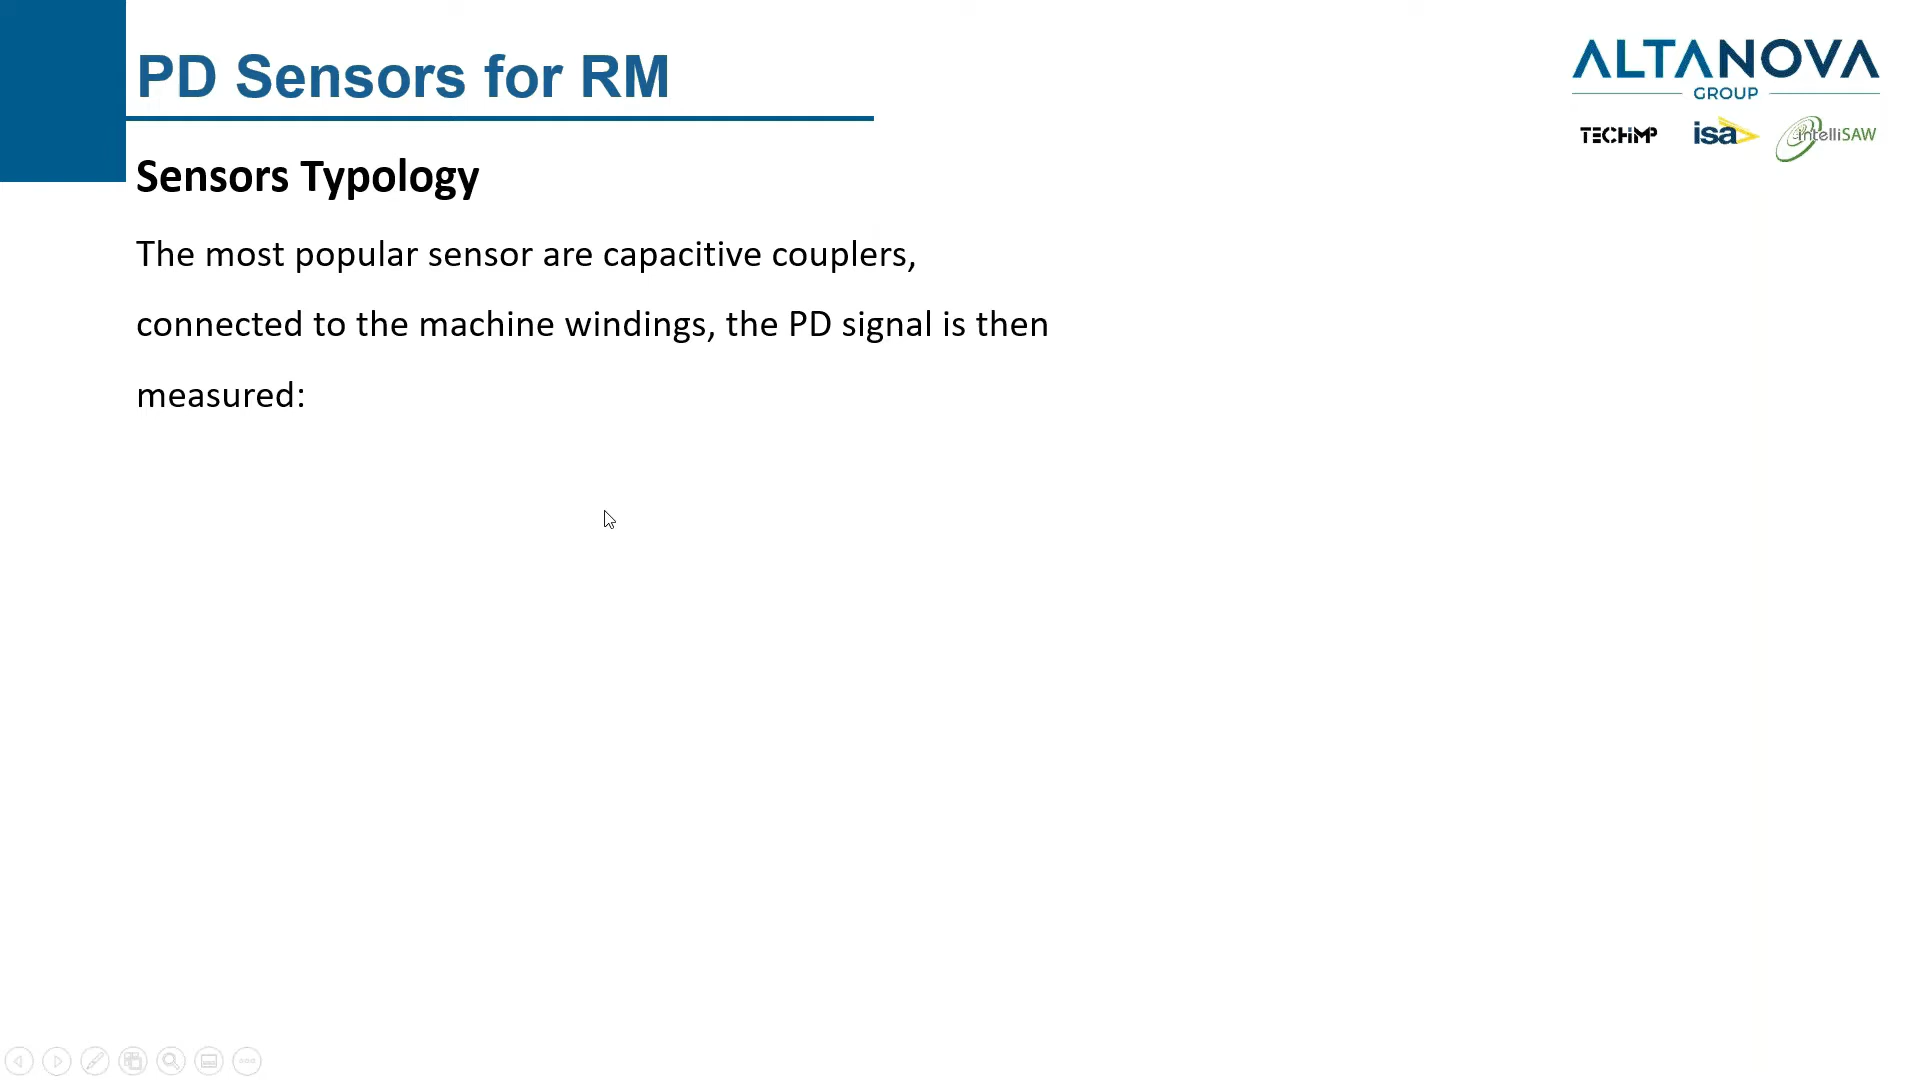 PD Sensors for RM
ALTANOVA
GROUP
TECHIMP
isa
intelliSAW
Sensors Typology
The most popular sensor are capacitive couplers,
connected to the machine windings, the PD signal is then
measured: